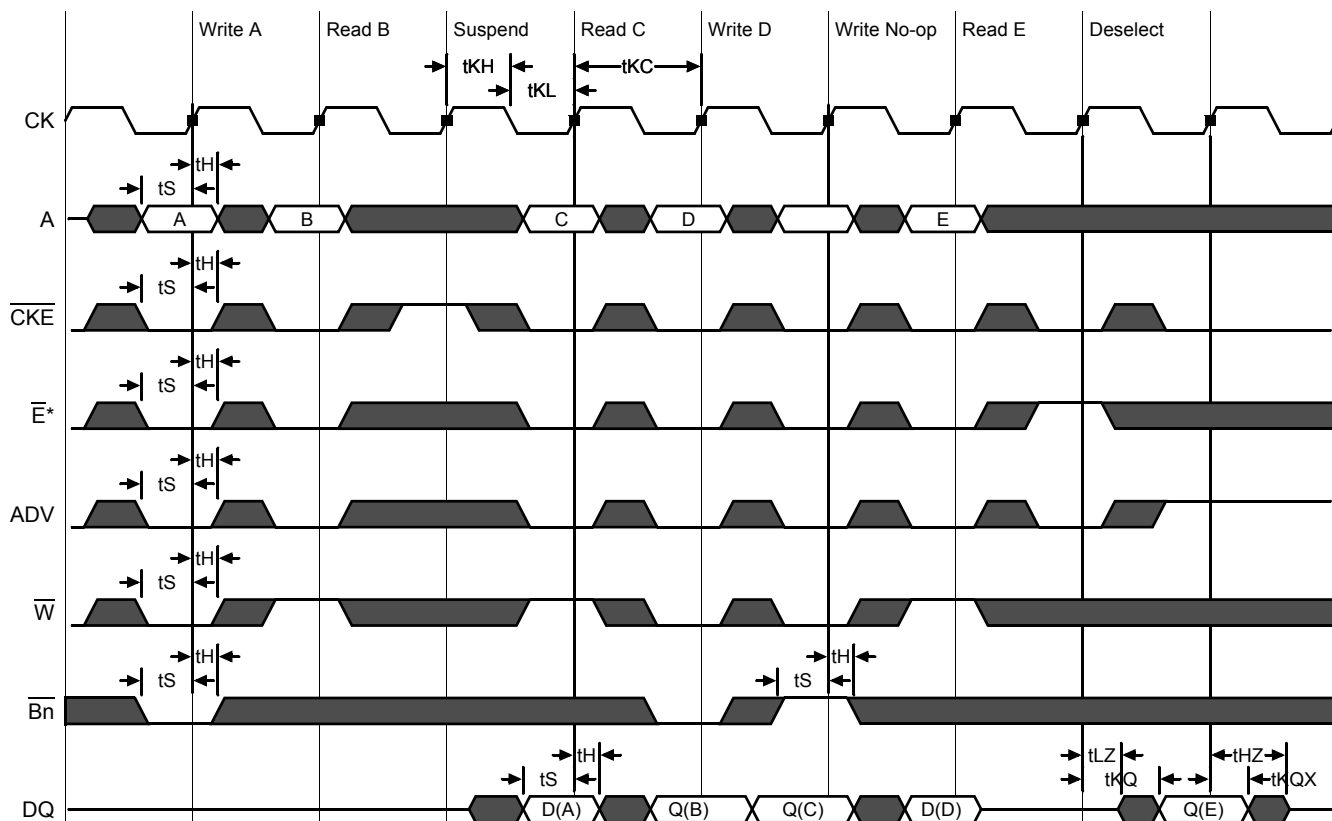 Write A Read B Suspend Read C Write D Write No-op Read E Deselect
tKH tKC
tKL
CK
tH
tS
A A B C D E
tH
tS
CKE
tH
tS
E*
tH
tS
ADV
tH
tS
W
tH tH
tS tS
Bn
tH tLZ tHZ
tS tKQ tKQX
DQ D(A) Q(B) Q(C) D(D) Q(E)